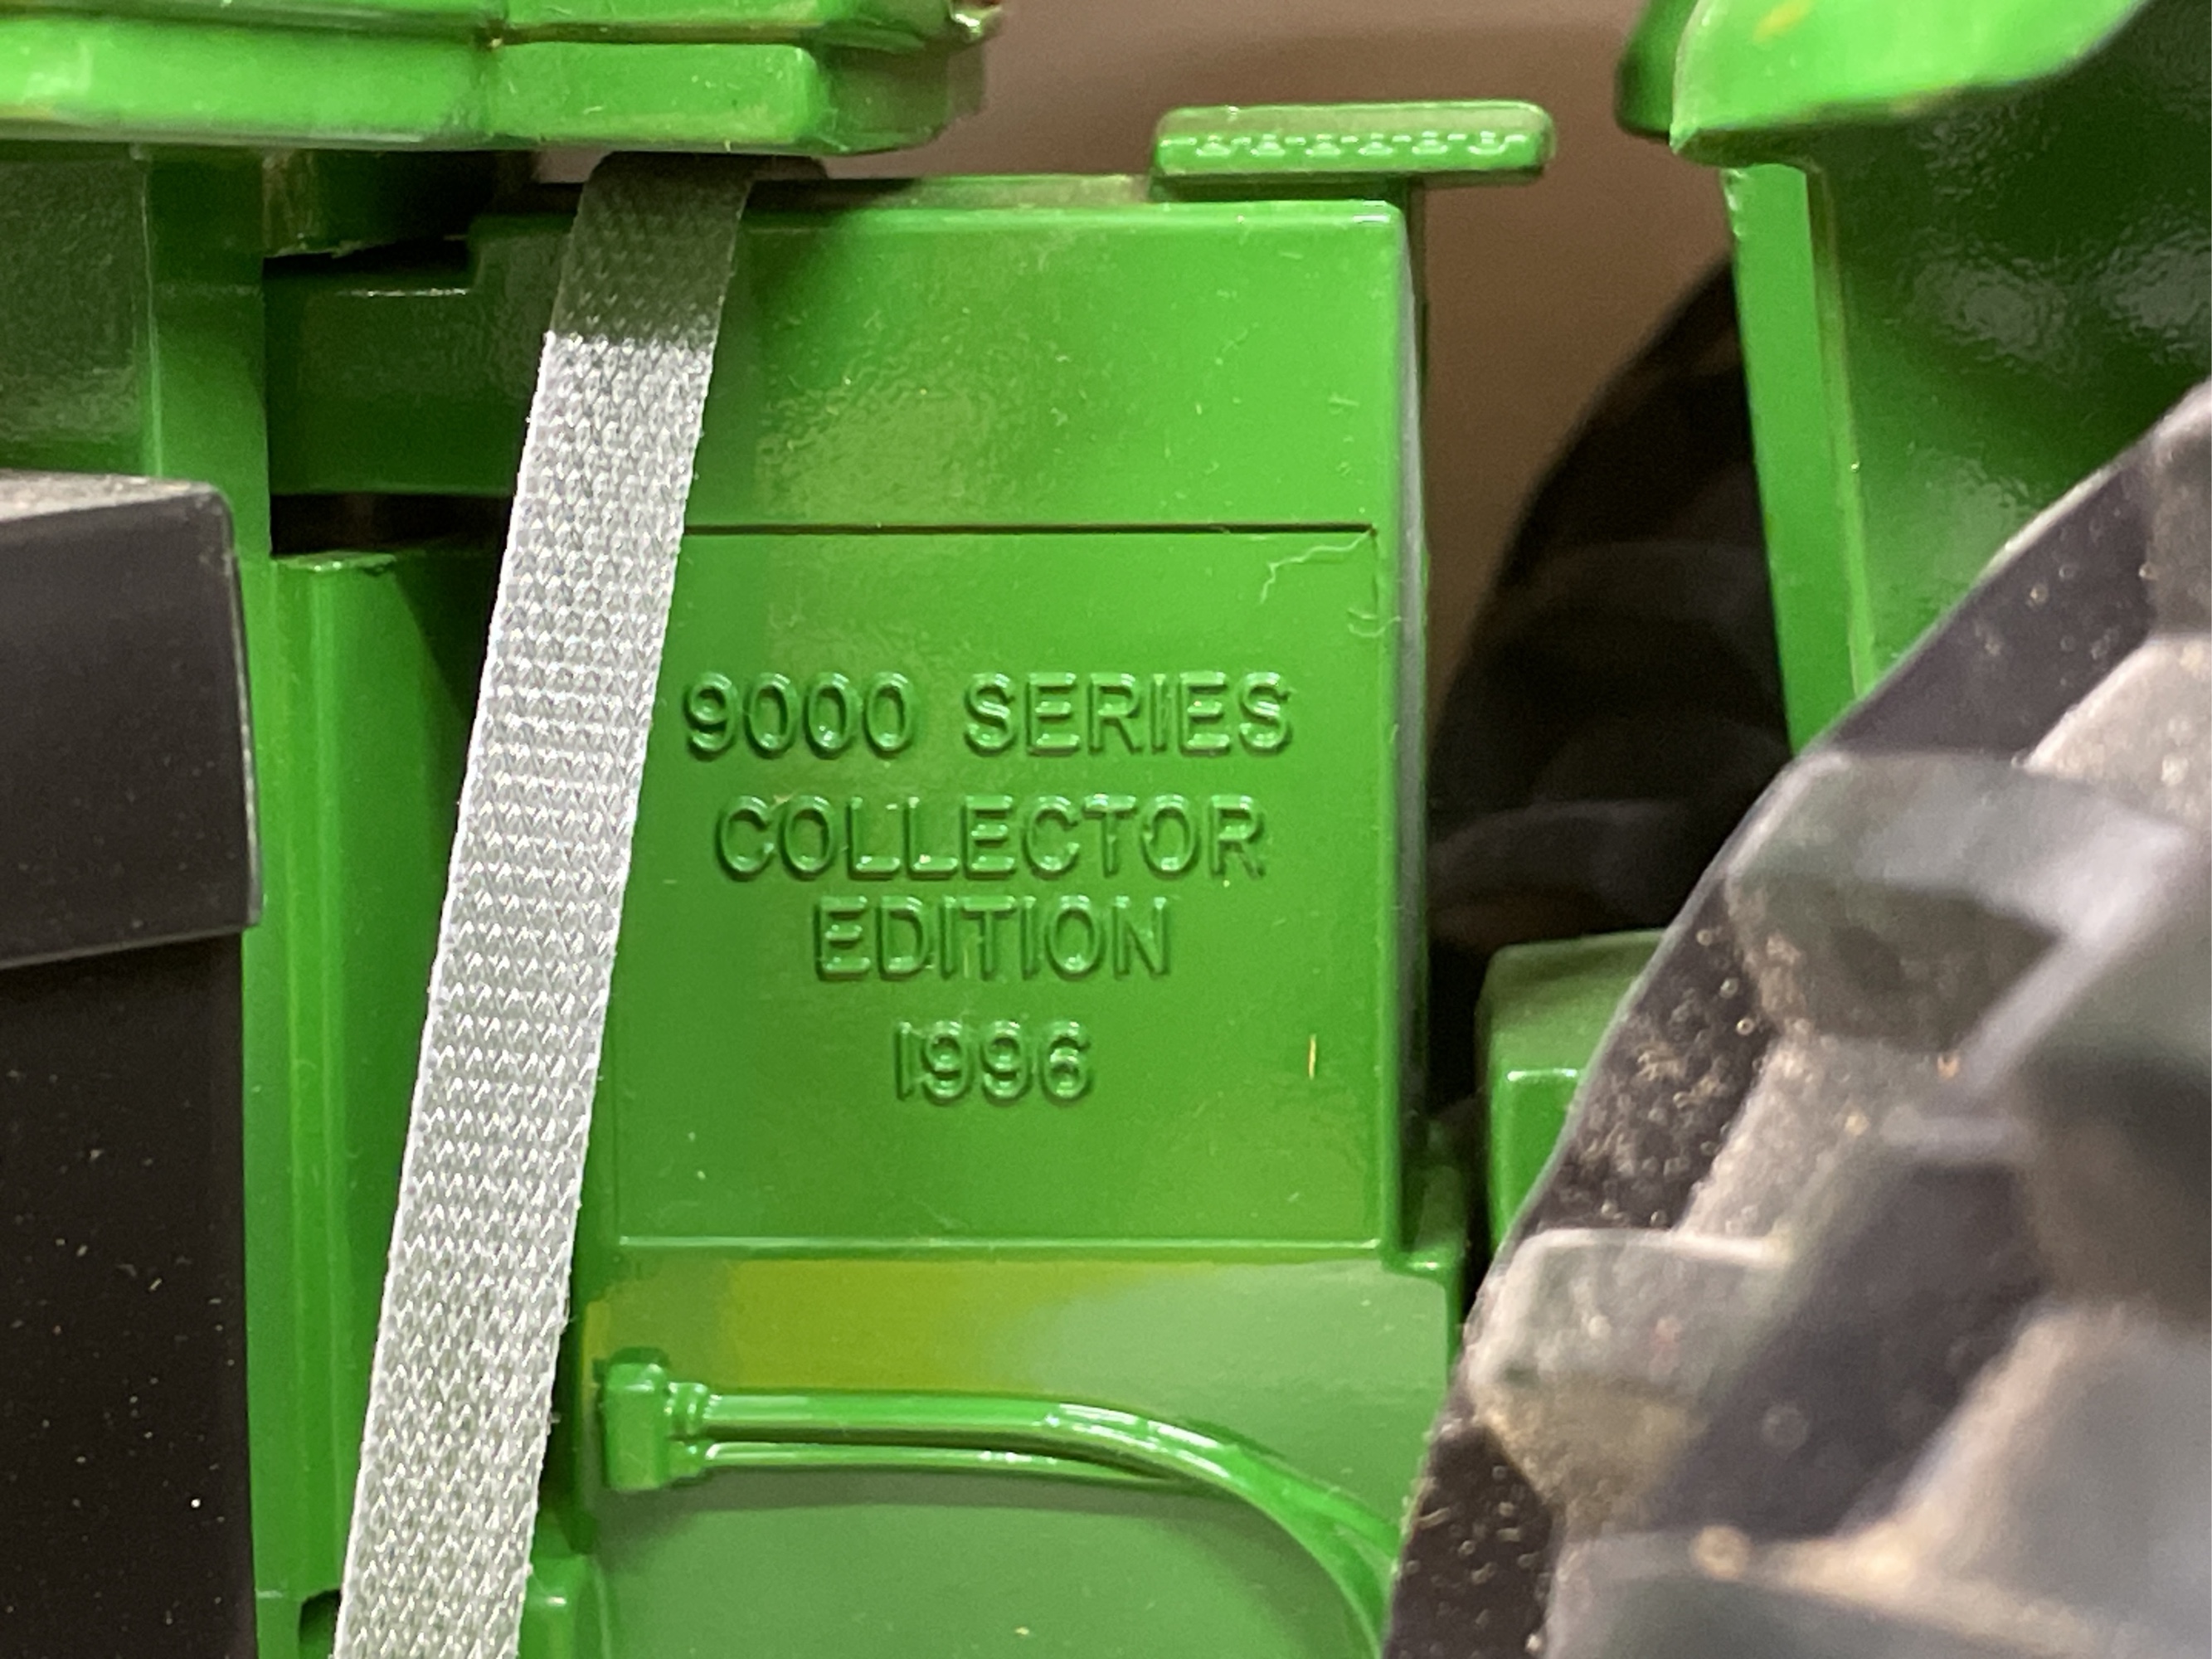 9000 SERIES
COLLECTOR
EDITION
1996